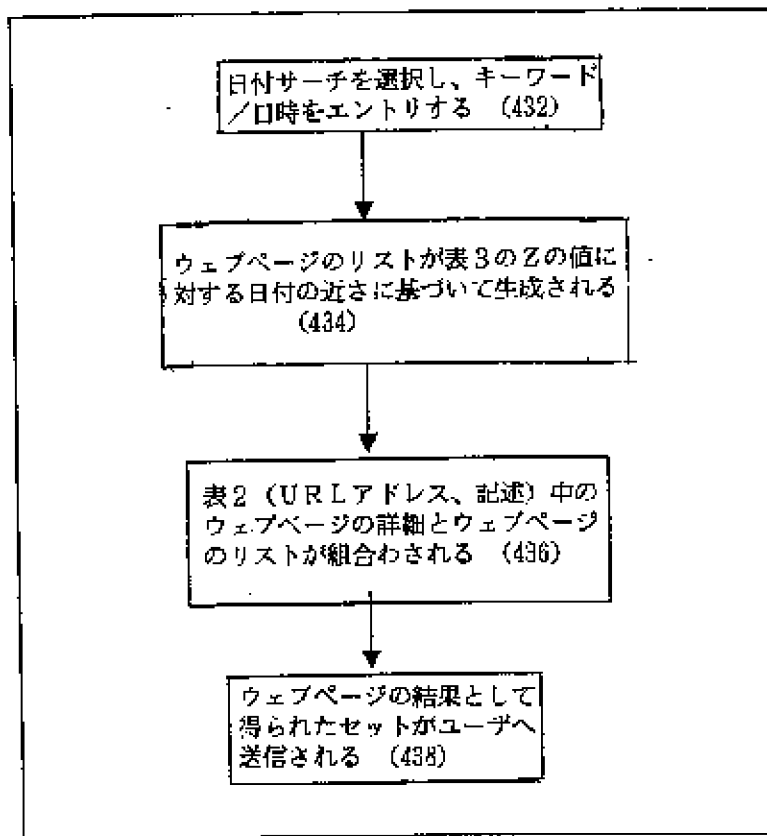 日付サーチを選択し、キーワード
／日時をエントリする (432)
ウェブページのリストが表3のZの値に
対する日付の近さに基づいて生成される
(434)
表2 (URLアドレス、記述) 中の
ウェブページの詳細とウェブページ
のリストが組合わされる (436)
ウェブページの結果として
得られたセットがユーザへ
送信される (438)